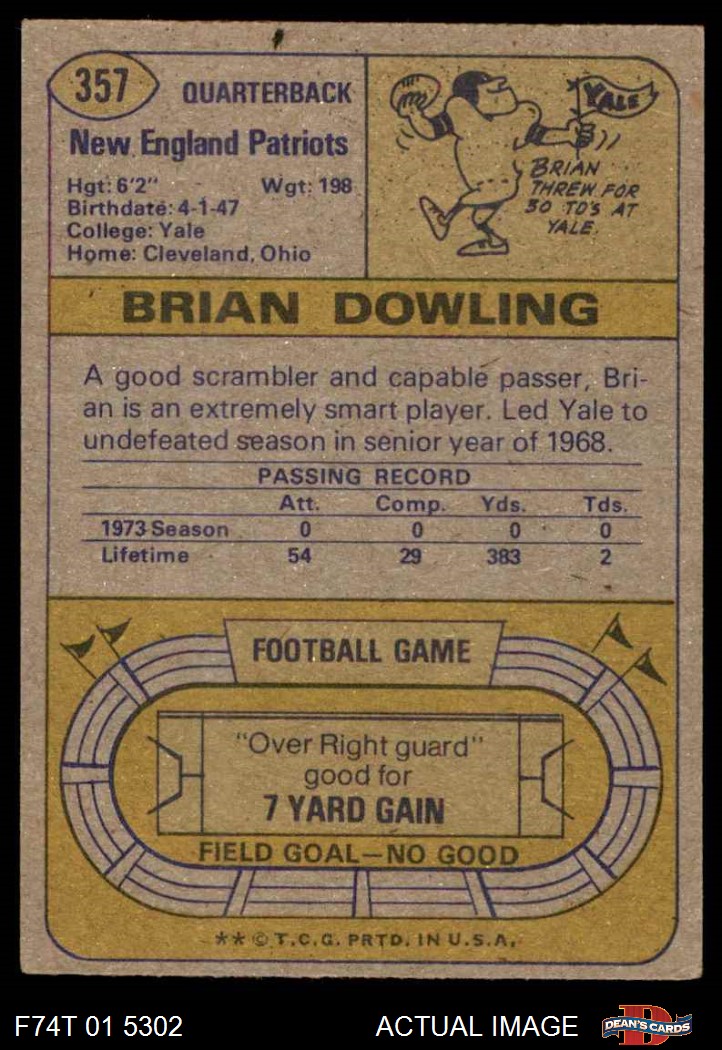 357
QUARTERBACK
New England Patriots
Hgt: 6'2" Wgt: 198
Birthdate: 4-1-47
College: Yale
Home: Cleveland, Ohio
YALE
BRIAN
THREW FOR
30 TD'S AT
YALE.
BRIAN DOWLING
A good scrambler and capable passer, Bri-
an is an extremely smart player. Led Yale to
undefeated season in senior year of 1968.
PASSING RECORD
Att. Comp. Yds. Tds.
1973 Season 0 0 0 0
Lifetime 54 29 383 2
FOOTBALL GAME
"Over Right guard"
good for
7 YARD GAIN
FIELD GOAL—NO GOOD
** © T.C.G. PRTD. IN U.S.A.
F74T 01 5302 ACTUAL IMAGE
D
DEAN'S CARDS